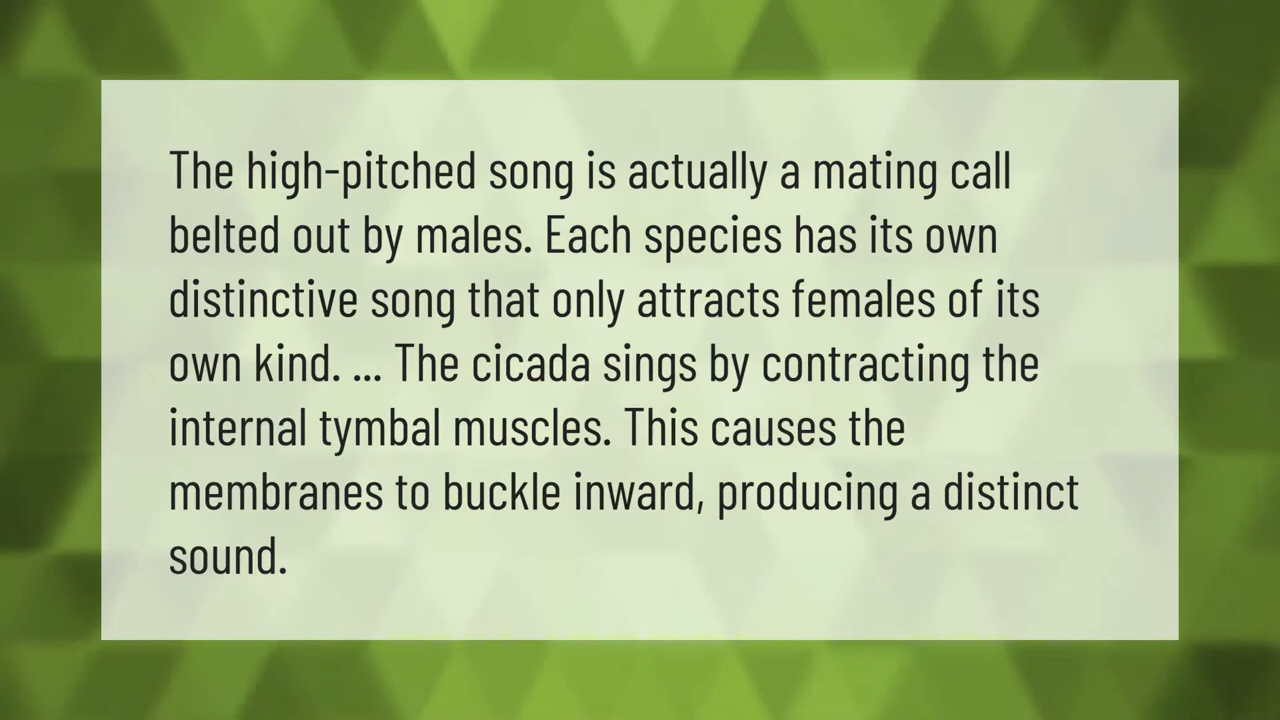 The high-pitched song is actually a mating call
belted out by males. Each species has its own
distinctive song that only attracts females of its
own kind. ... The cicada sings by contracting the
internal tymbal muscles. This causes the
membranes to buckle inward, producing a distinct
sound.